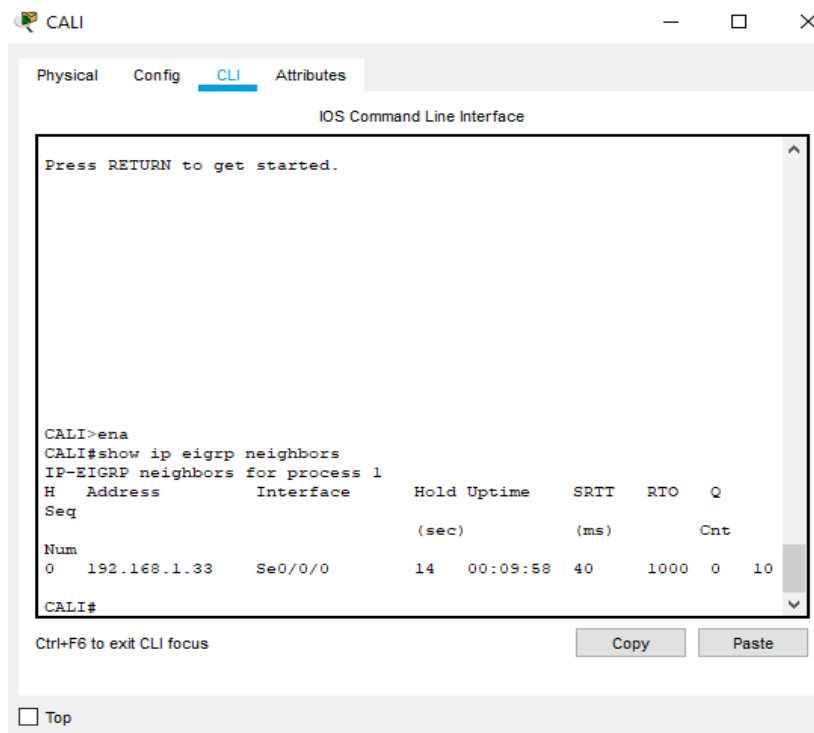 CALI
Physical Config CLI Attributes
IOS Command Line Interface
Press RETURN to get started.
CALI>ena
CALI#show ip eigrp neighbors
IP-EIGRP neighbors for process 1
H Address Interface Hold Uptime SRTT RTO Q
Seq
(sec) (ms) Cnt
Num
0 192.168.1.33 Se0/0/0 14 00:09:58 40 1000 0 10
CALI#
Ctrl+F6 to exit CLI focus Copy Paste
Top